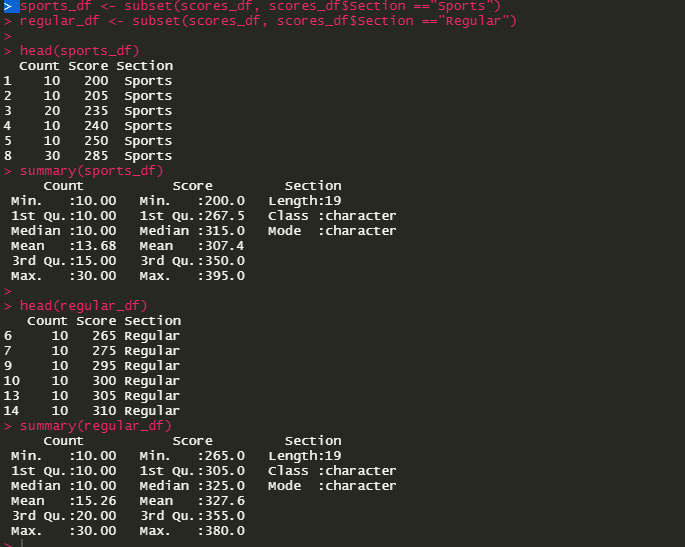 > sports_df <- subset(scores_df, scores_df$Section =="Sports")
> regular_df <- subset(scores_df, scores_df$Section =="Regular")
>
> head(sports_df)
  Count Score Section
1    10   200  Sports
2    10   205  Sports
3    20   235  Sports
4    10   240  Sports
5    10   250  Sports
8    30   285  Sports
> summary(sports_df)
     Count           Score         Section
 Min.   :10.00   Min.   :200.0   Length:19
 1st Qu.:10.00   1st Qu.:267.5   Class :character
 Median :10.00   Median :315.0   Mode  :character
 Mean   :13.68   Mean   :307.4
 3rd Qu.:15.00   3rd Qu.:350.0
 Max.   :30.00   Max.   :395.0
>
> head(regular_df)
   Count Score Section
6     10   265 Regular
7     10   275 Regular
9     10   295 Regular
10    10   300 Regular
13    10   305 Regular
14    10   310 Regular
> summary(regular_df)
     Count           Score         Section
 Min.   :10.00   Min.   :265.0   Length:19
 1st Qu.:10.00   1st Qu.:305.0   Class :character
 Median :10.00   Median :325.0   Mode  :character
 Mean   :15.26   Mean   :327.6
 3rd Qu.:20.00   3rd Qu.:355.0
 Max.   :30.00   Max.   :380.0
>